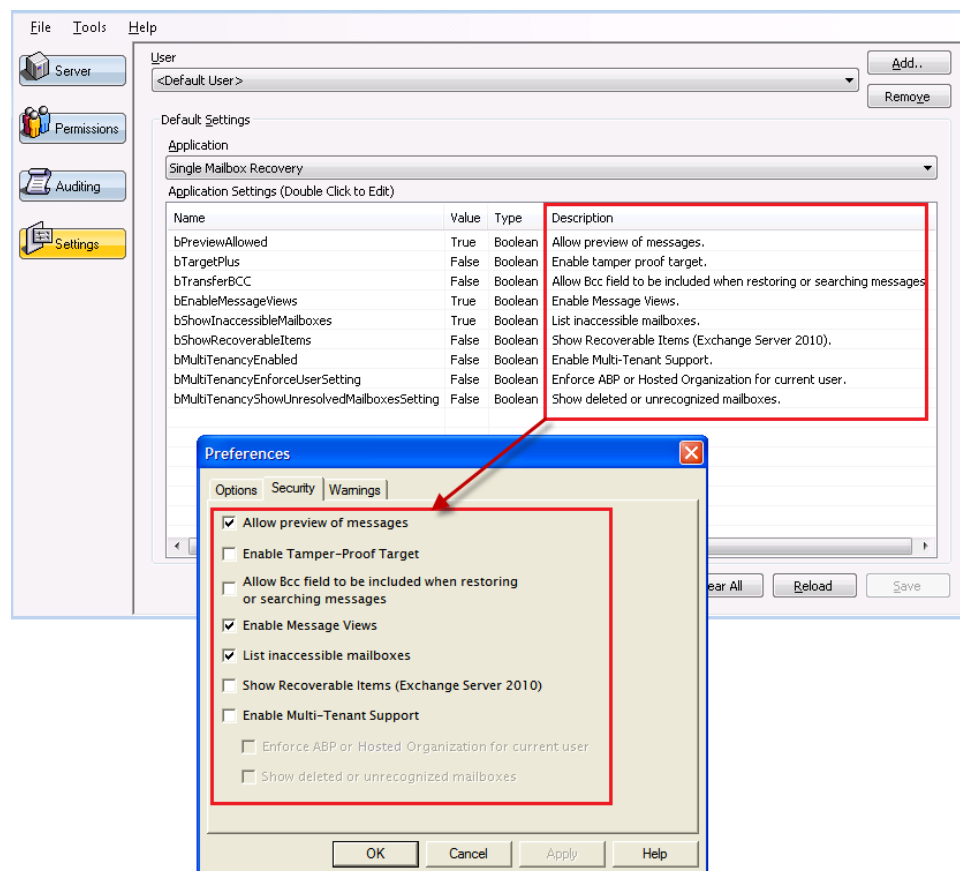 File Tools Help
Server
Permissions
Auditing
Settings
User
<Default User>
Add..
Remove
Default Settings
Application
Single Mailbox Recovery
Application Settings (Double Click to Edit)
Name Value Type Description
bPreviewAllowed True Boolean Allow preview of messages.
bTargetPlus False Boolean Enable tamper proof target.
bTransferBCC False Boolean Allow Bcc field to be included when restoring or searching messages
bEnableMessageViews True Boolean Enable Message Views.
bShowInaccessibleMailboxes True Boolean List inaccessible mailboxes.
bShowRecoverableItems False Boolean Show Recoverable Items (Exchange Server 2010).
bMultiTenancyEnabled False Boolean Enable Multi-Tenant Support.
bMultiTenancyEnforceUserSetting False Boolean Enforce ABP or Hosted Organization for current user.
bMultiTenancyShowUnresolvedMailboxesSetting False Boolean Show deleted or unrecognized mailboxes.
ear All Reload Save
Preferences
Options Security Warnings
Allow preview of messages
Enable Tamper-Proof Target
Allow Bcc field to be included when restoring
or searching messages
Enable Message Views
List inaccessible mailboxes
Show Recoverable Items (Exchange Server 2010)
Enable Multi-Tenant Support
Enforce ABP or Hosted Organization for current user
Show deleted or unrecognized mailboxes
OK Cancel Apply Help